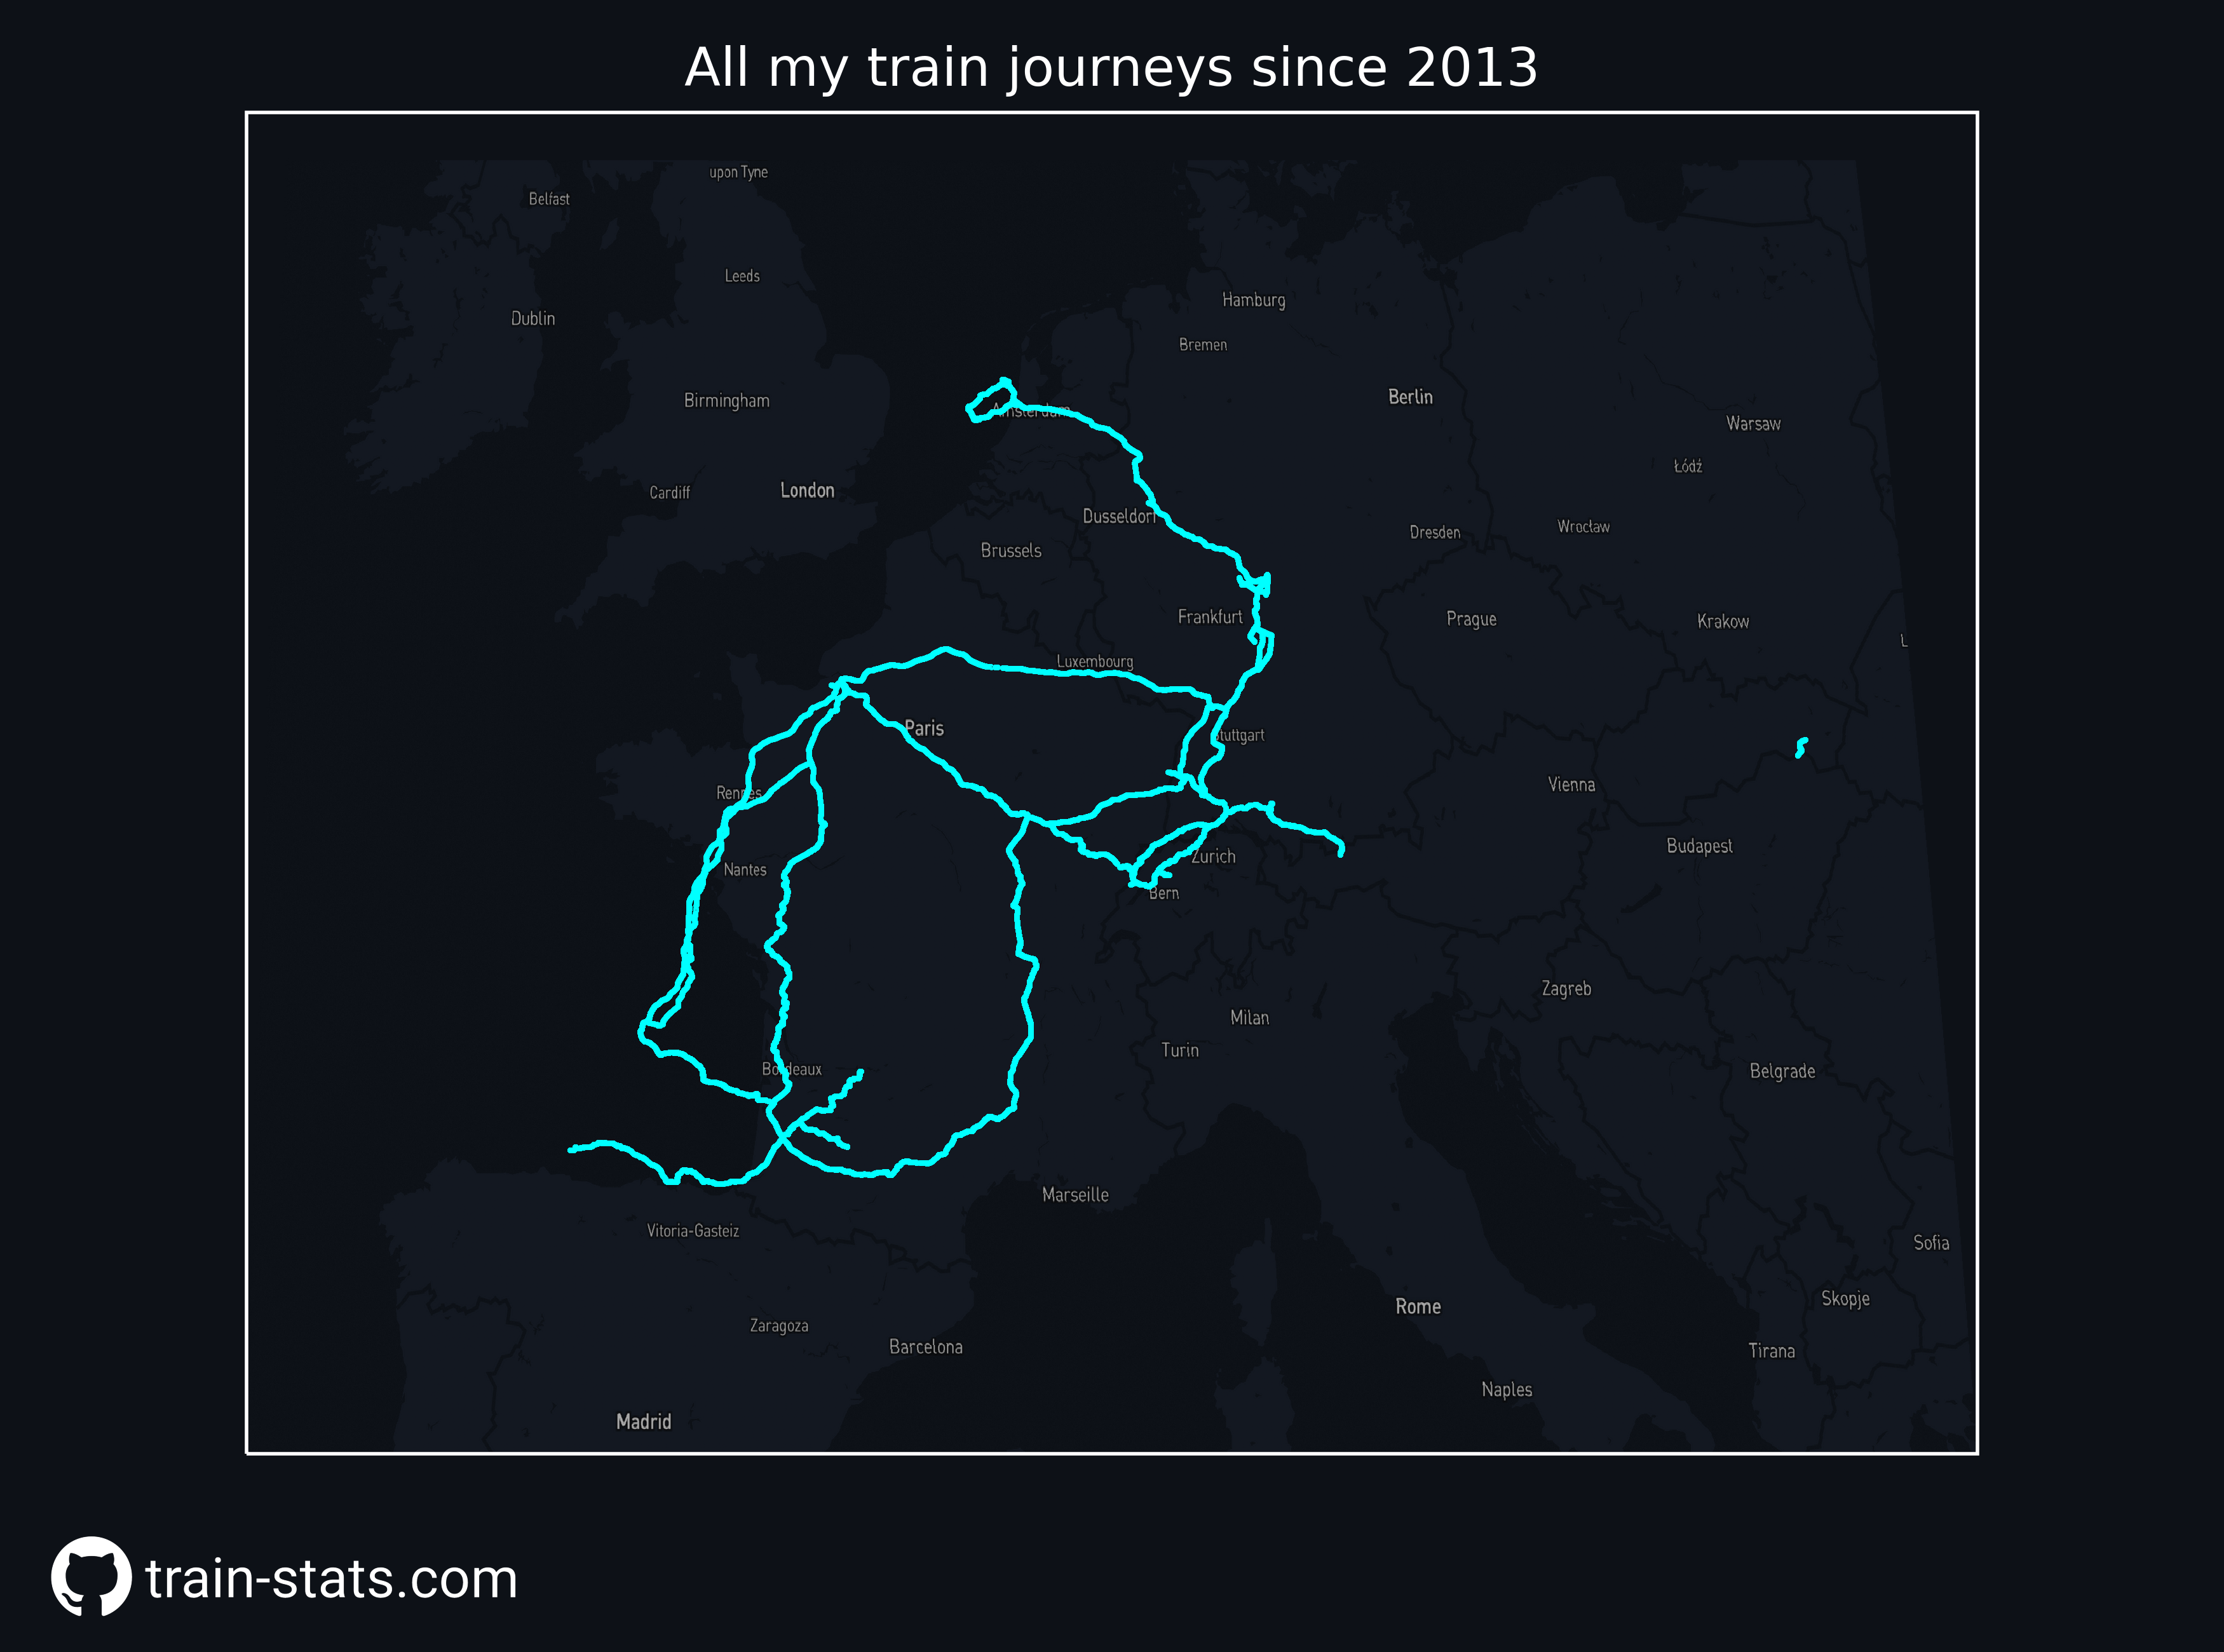 All my train journeys since 2013
upon Tyne
Belfast
Leeds
Hamburg
Dublin
Bremen
Birmingham
Berlin
Amsterdam
Warsaw
Łódź
Cardiff
London
Dusseldorf
Wrocław
Dresden
Brussels
Frankfurt
Prague
Krakow
L
Luxembourg
Paris
Stuttgart
Vienna
Rennes
Budapest
Zurich
Nantes
Bern
Zagreb
Milan
Turin
Bordeaux
Belgrade
Marseille
Vitoria-Gasteiz
Sofia
Skopje
Rome
Zaragoza
Barcelona
Tirana
Naples
Madrid
train-stats.com